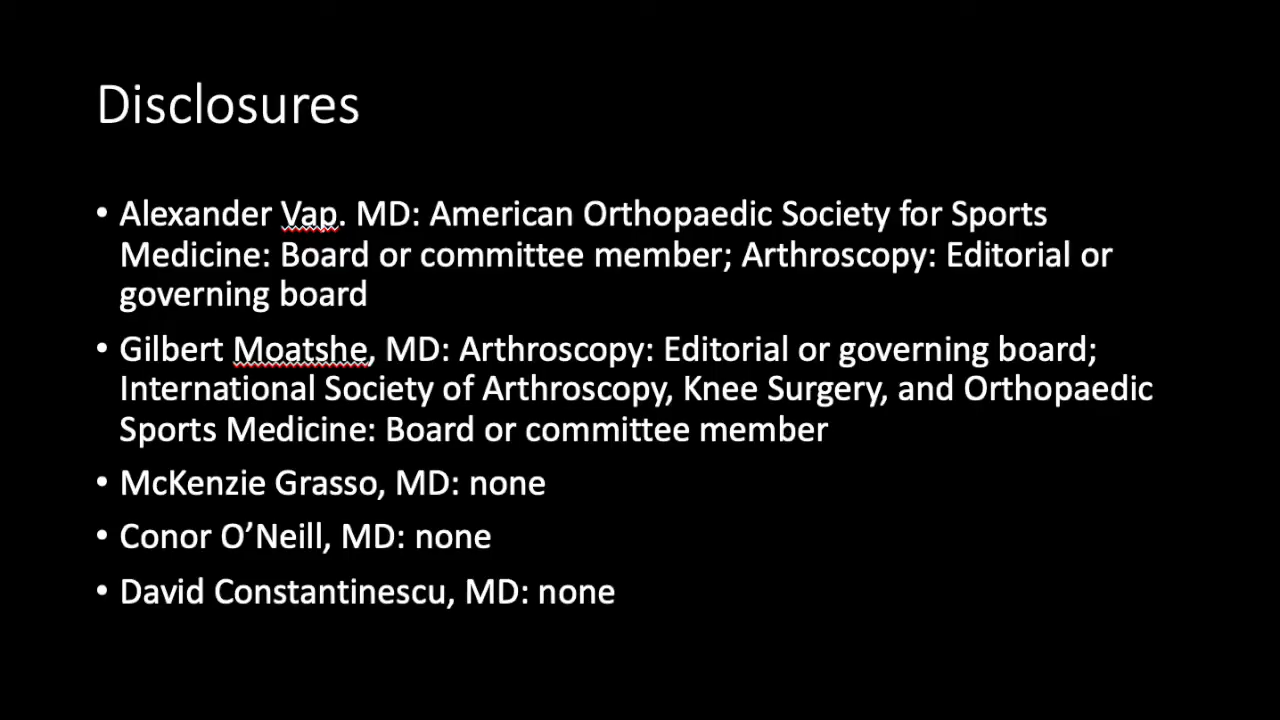 Disclosures
• Alexander Vap. MD: American Orthopaedic Society for Sports
Medicine: Board or committee member; Arthroscopy: Editorial or
governing board
• Gilbert Moatshe, MD: Arthroscopy: Editorial or governing board;
International Society of Arthroscopy, Knee Surgery, and Orthopaedic
Sports Medicine: Board or committee member
• McKenzie Grasso, MD: none
• Conor O’Neill, MD: none
• David Constantinescu, MD: none